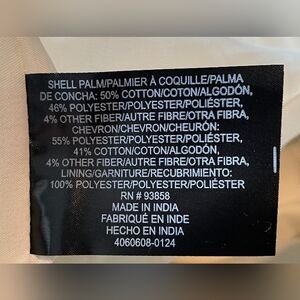 SHELL PALM/PALMIER À COQUILLE/PALMA
DE CONCHA: 50% COTTON/COTON/ALGODÓN,
46% POLYESTER/POLYESTER/POLIÉSTER,
4% OTHER FIBER/AUTRE FIBRE/OTRA FIBRA,
CHEVRON/CHEVRON/CHEURÓN:
55% POLYESTER/POLYESTER/POLIÉSTER,
41% COTTON/COTON/ALGODÓN,
4% OTHER FIBER/AUTRE FIBRE/OTRA FIBRA,
LINING/GARNITURE/RECUBRIMIENTO:
100% POLYESTER/POLYESTER/POLIÉSTER
RN # 93858
MADE IN INDIA
FABRIQUÉ EN INDE
HECHO EN INDIA
4060608-0124